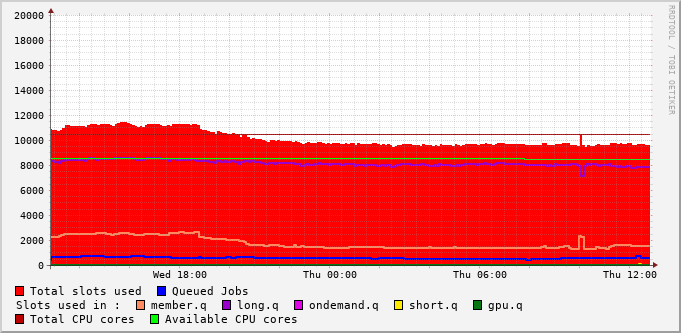 20000
18000
16000
14000
12000
10000
8000
6000
4000
2000
0
Wed 18:00 Thu 00:00 Thu 06:00 Thu 12:00
Total slots used Queued Jobs
Slots used in : member.q long.q ondemand.q short.q gpu.q
Total CPU cores Available CPU cores
RRDTOOL / TOBI OETIKER